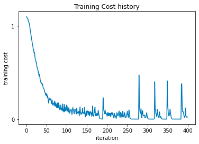 Training Cost history
training cost
1
0
0 50 100 150 200 250 300 350 400
iteration